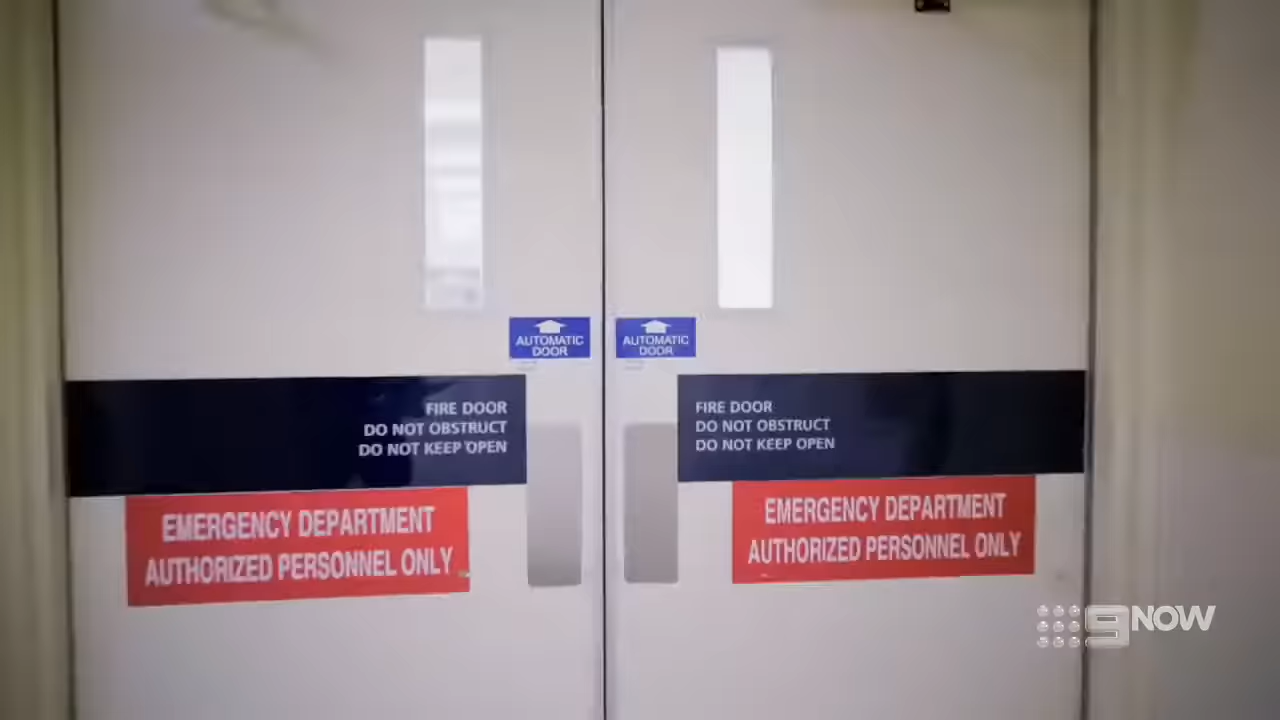 AUTOMATIC
DOOR
AUTOMATIC
DOOR
FIRE DOOR
DO NOT OBSTRUCT
DO NOT KEEP OPEN
FIRE DOOR
DO NOT OBSTRUCT
DO NOT KEEP OPEN
EMERGENCY DEPARTMENT
AUTHORIZED PERSONNEL ONLY
EMERGENCY DEPARTMENT
AUTHORIZED PERSONNEL ONLY
9NOW